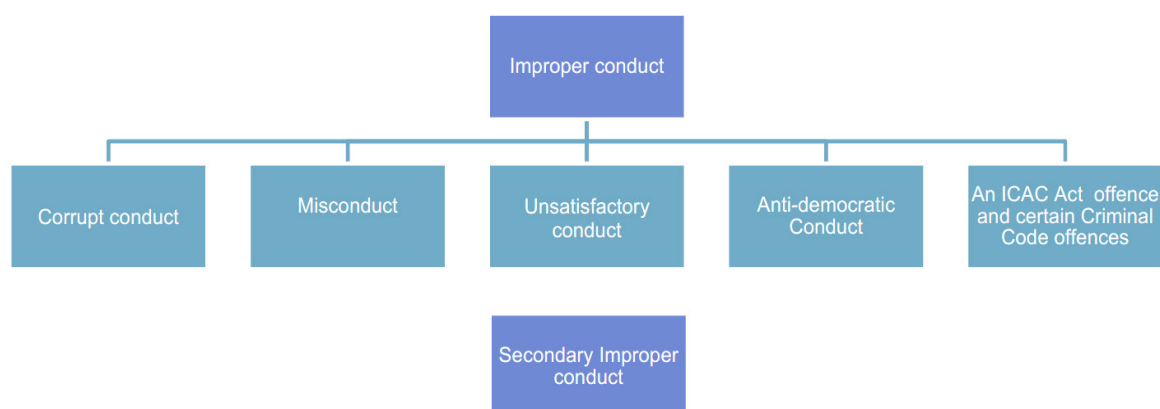 Improper conduct
Corrupt conduct
Misconduct
Unsatisfactory
conduct
Anti-democratic
Conduct
An ICAC Act offence
and certain Criminal
Code offences
Secondary Improper
conduct